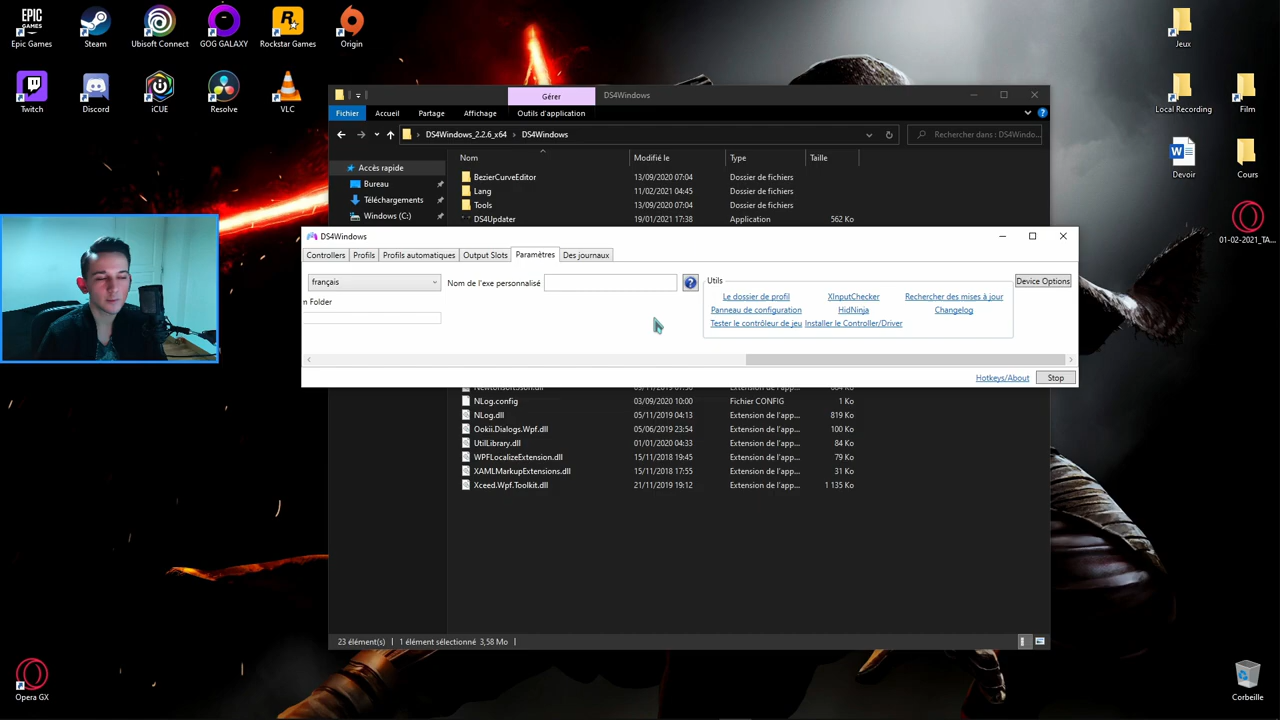 Epic Games
Steam
Ubisoft Connect
GOG GALAXY
Rockstar Games
Origin
Jeux
Twitch
Discord
iCUE
Resolve
VLC
Local Recording
Film
Devoir
Cours
01-02-2021_TA...
Opera GX
Corbeille
Gérer
DS4Windows
Fichier
Accueil
Partage
Affichage
Outils d'application
DS4Windows_2.2.6_x64 > DS4Windows
Rechercher dans : DS4Windo...
Nom
Modifié le
Type
Taille
Accès rapide
Bureau
Téléchargements
Windows (C:)
BezierCurveEditor 13/09/2020 07:04 Dossier de fichiers
Lang 11/02/2021 04:45 Dossier de fichiers
Tools 13/09/2020 07:04 Dossier de fichiers
DS4Updater 19/01/2021 17:38 Application 562 Ko
DS4Windows
Controllers
Profils
Profils automatiques
Output Slots
Paramètres
Des journaux
français
Nom de l'exe personnalisé
n Folder
Utils
Device Options
Le dossier de profil
XInputChecker
Rechercher des mises à jour
Panneau de configuration
HidNinja
Changelog
Tester le contrôleur de jeu
Installer le Controller/Driver
Hotkeys/About
Stop
NLog.config 03/09/2020 10:00 Fichier CONFIG 1 Ko
NLog.dll 05/11/2019 04:13 Extension de l'app... 819 Ko
Ookii.Dialogs.Wpf.dll 05/06/2019 23:54 Extension de l'app... 100 Ko
UtilLibrary.dll 01/01/2020 04:33 Extension de l'app... 84 Ko
WPFLocalizeExtension.dll 15/11/2018 19:45 Extension de l'app... 79 Ko
XAMLMarkupExtensions.dll 15/11/2018 17:55 Extension de l'app... 31 Ko
Xceed.Wpf.Toolkit.dll 21/11/2019 19:12 Extension de l'app... 1 135 Ko
23 élément(s)
1 élément sélectionné 3,58 Mo